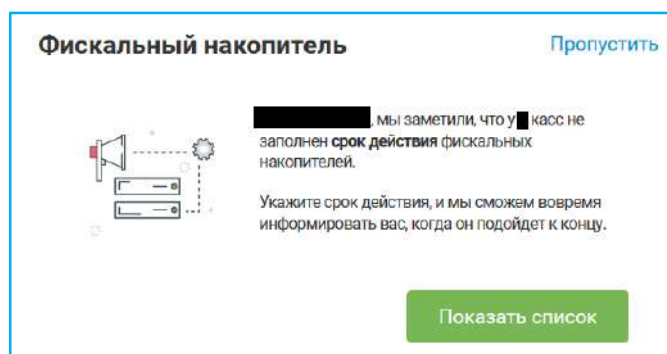 Фискальный накопитель
Пропустить
, мы заметили, что у касс не
заполнен срок действия фискальных
накопителей.
Укажите срок действия, и мы сможем вовремя
информировать вас, когда он подойдет к концу.
Показать список